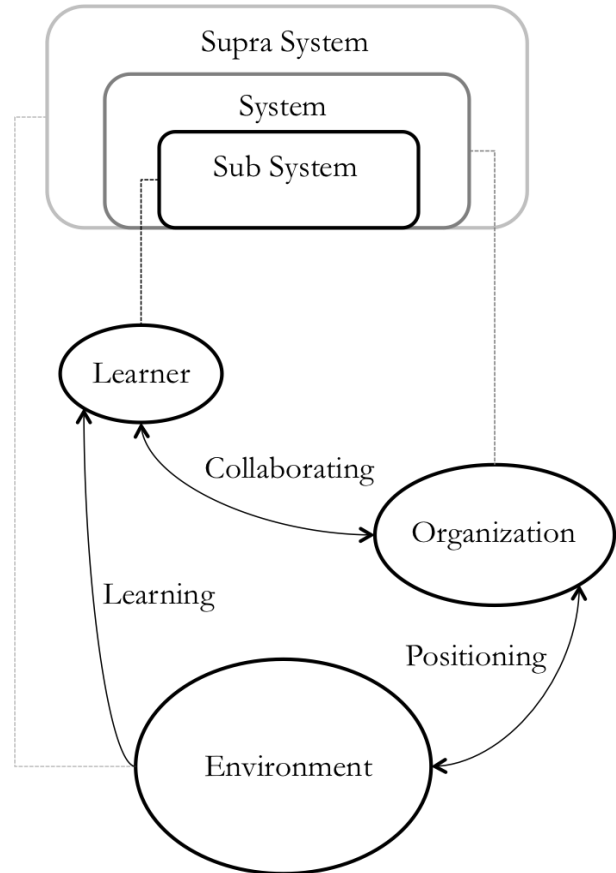 Supra System
System
Sub System
Learner
Collaborating
Organization
Learning
Positioning
Environment